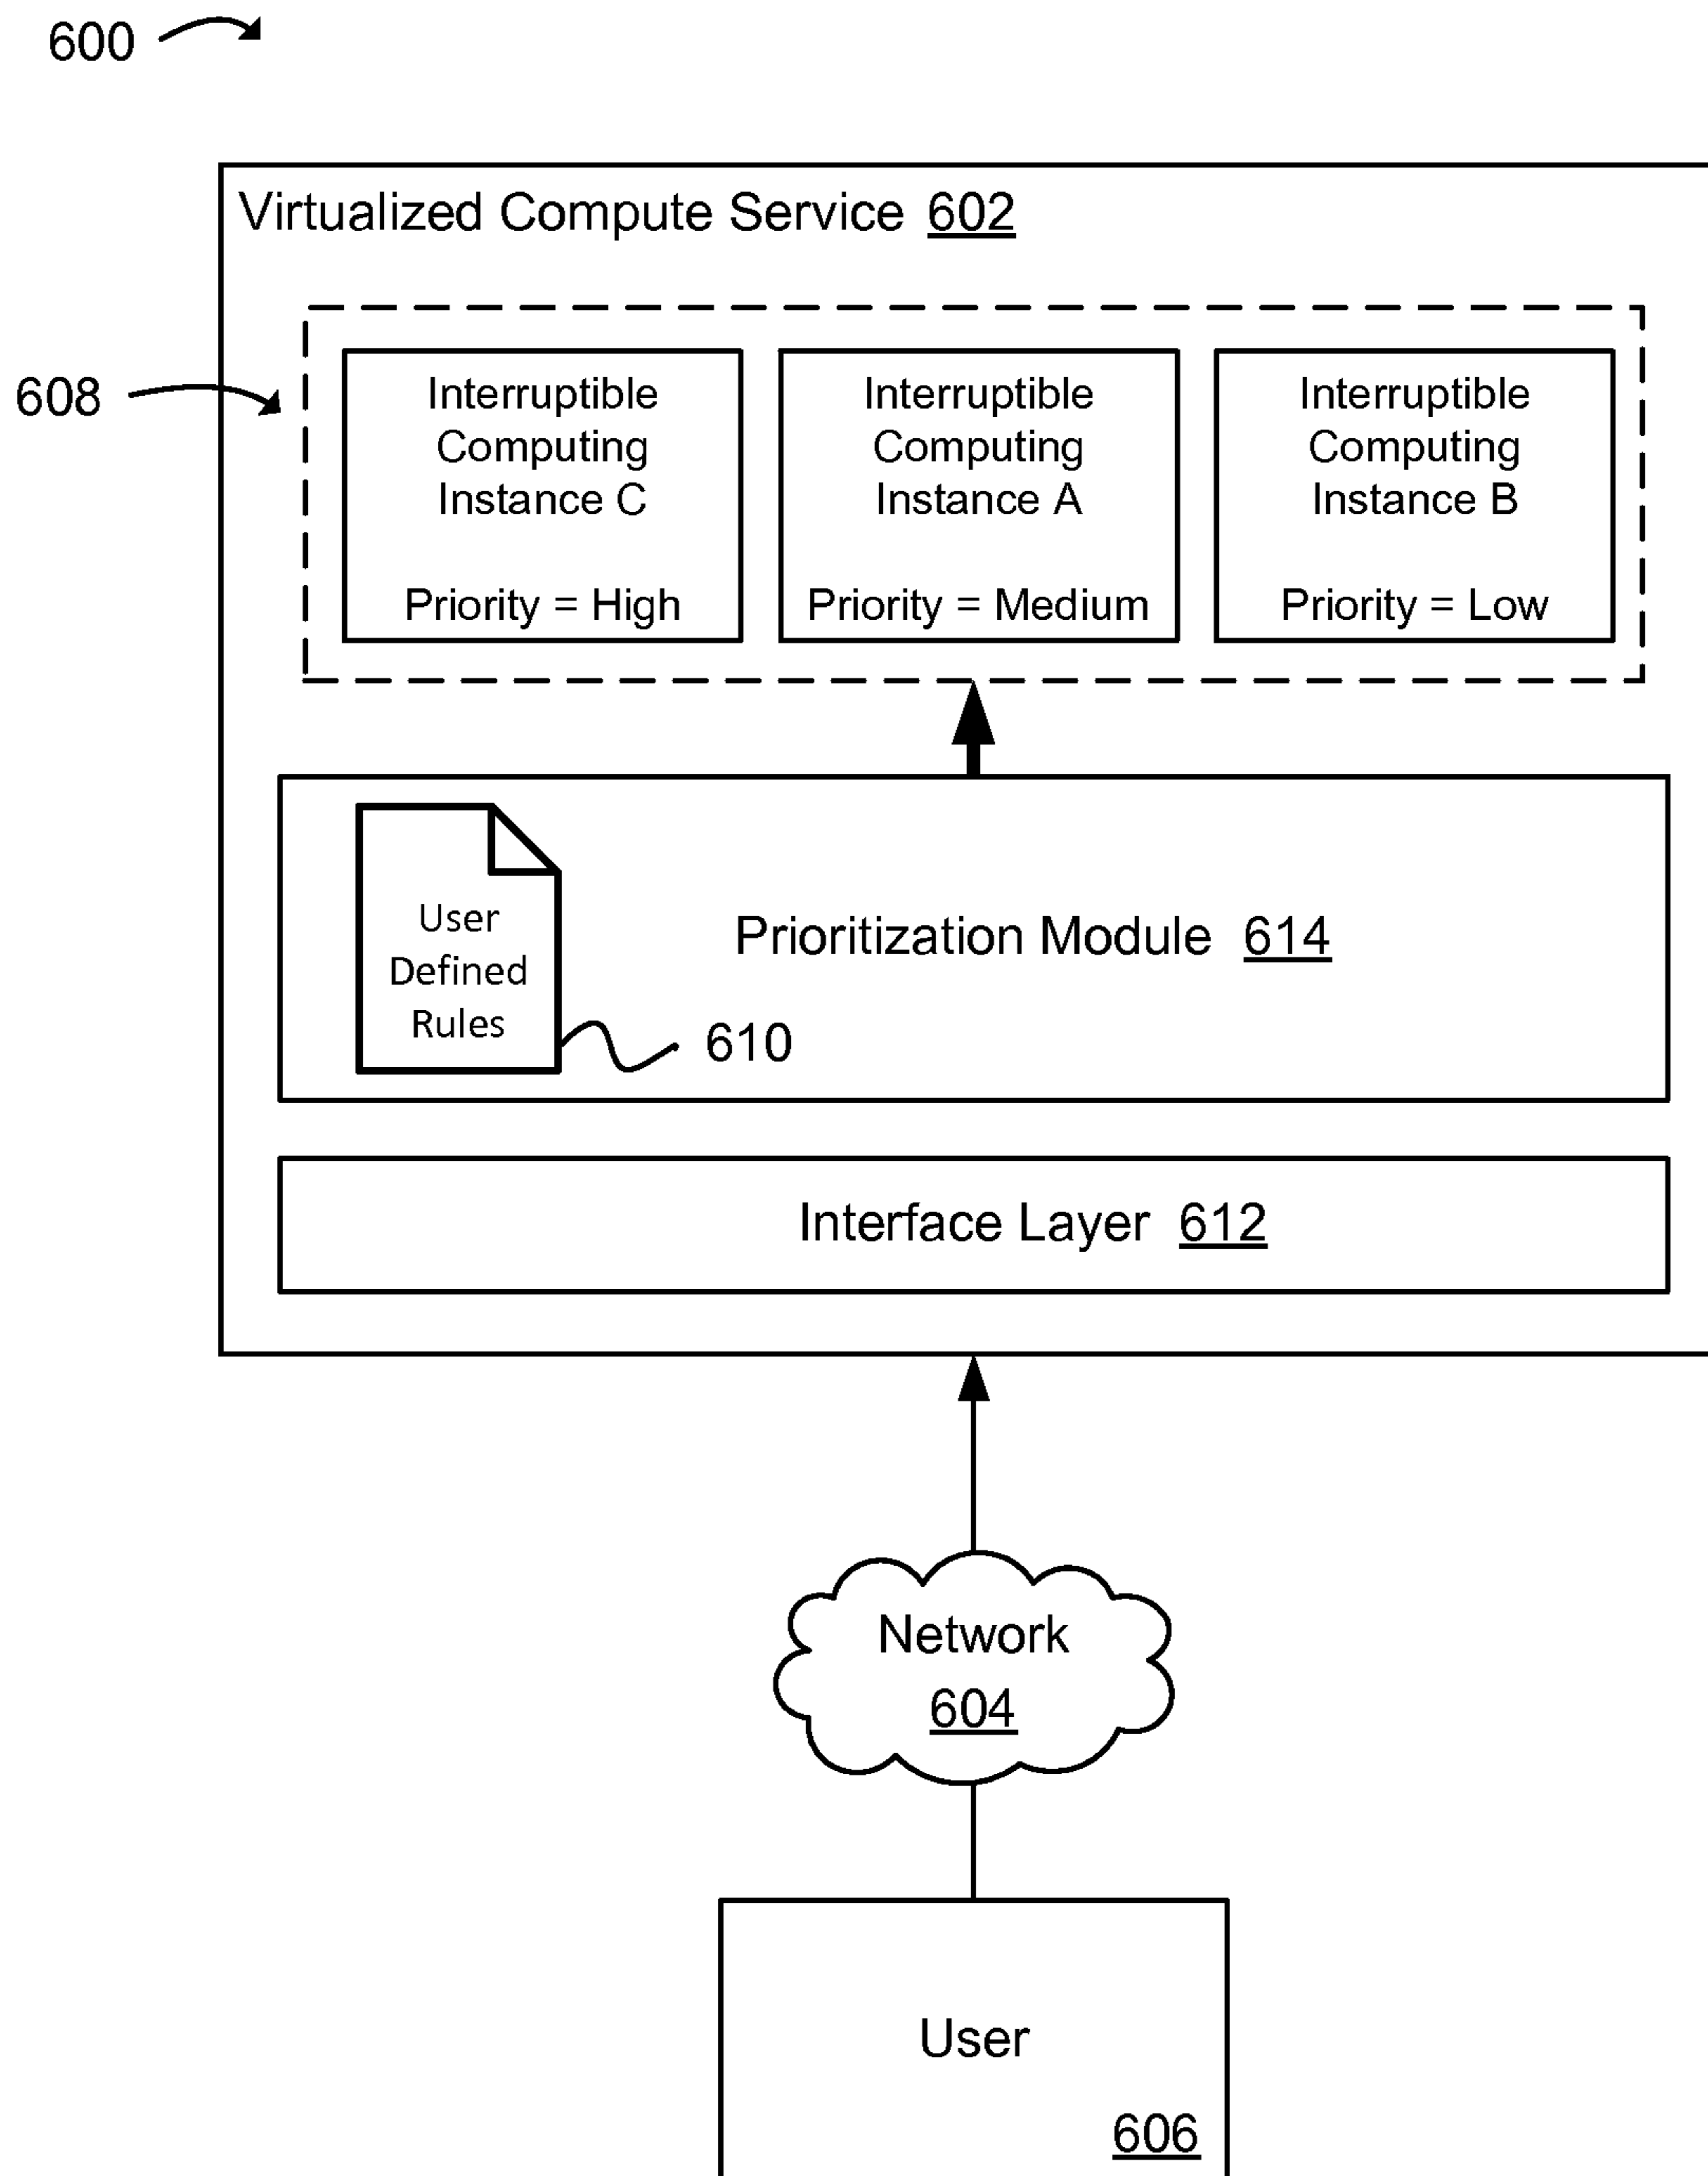 600
Virtualized Compute Service 602
608
Interruptible
Computing
Instance C
Priority = High
Interruptible
Computing
Instance A
Priority = Medium
Interruptible
Computing
Instance B
Priority = Low
User
Defined
Rules
610
Prioritization Module 614
Interface Layer 612
Network
604
User
606